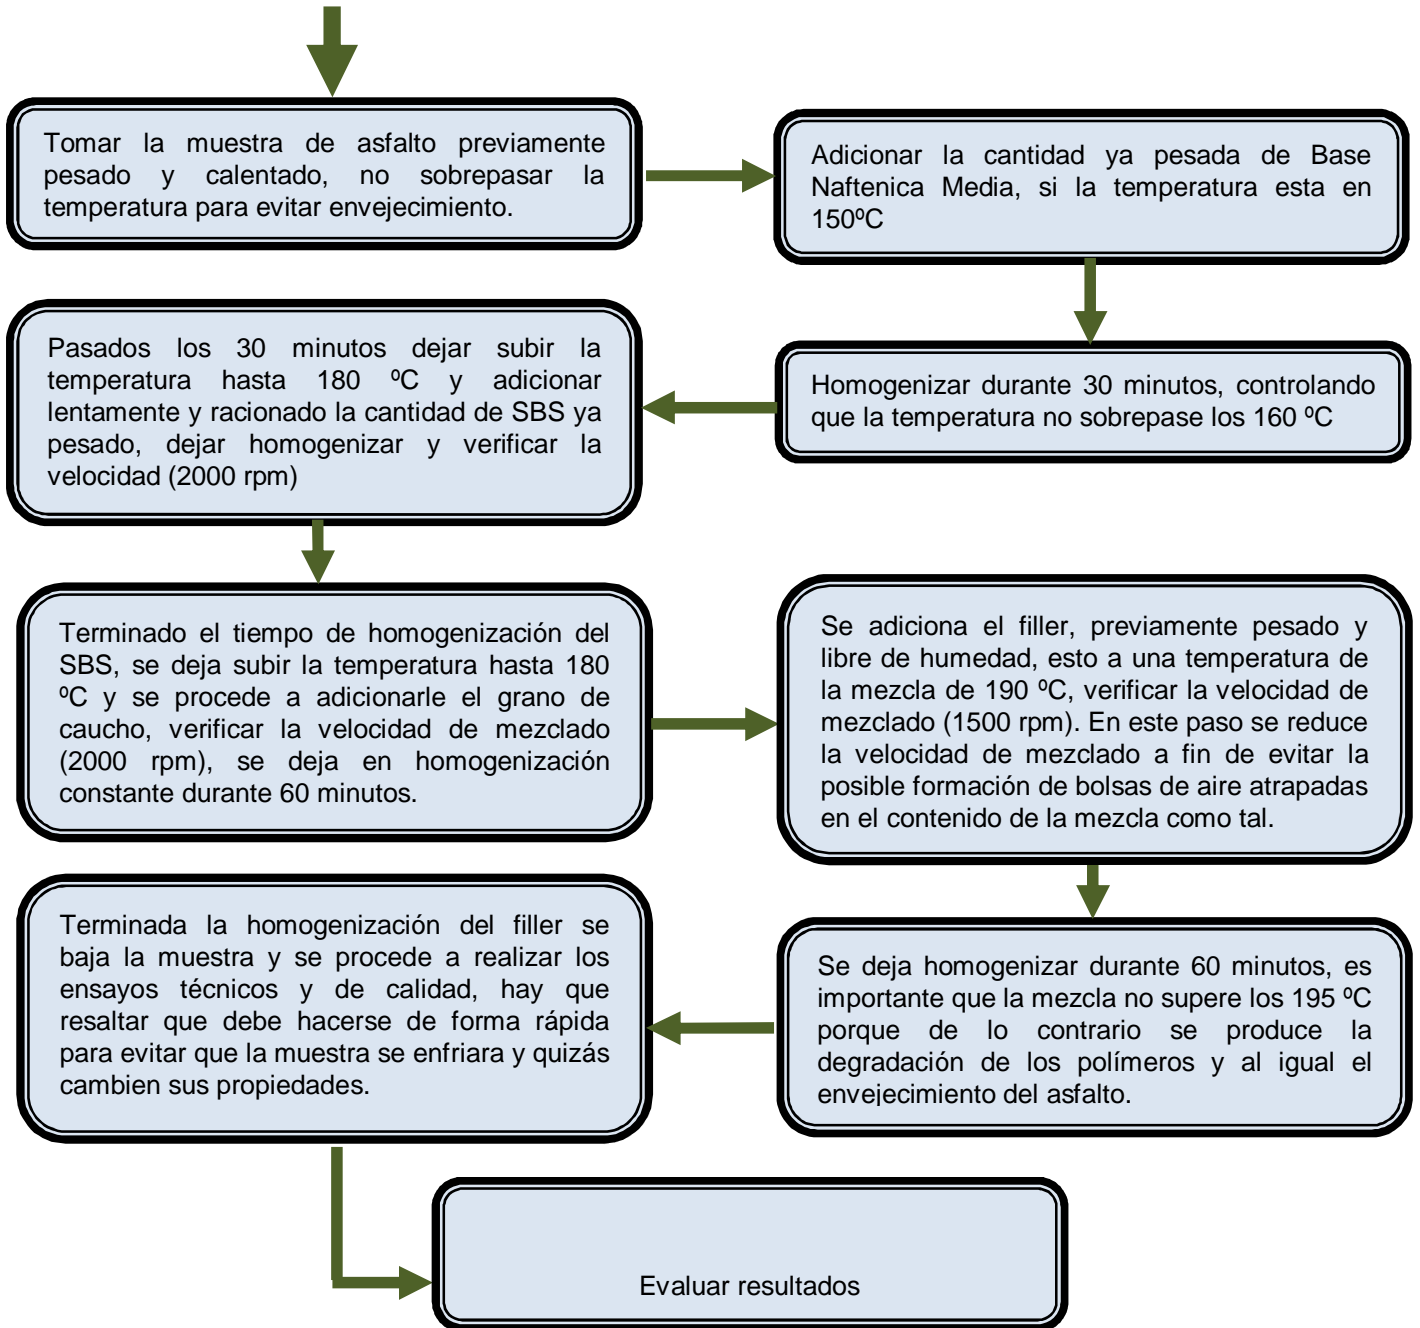 Tomar la muestra de asfalto previamente
pesado y calentado, no sobrepasar la
temperatura para evitar envejecimiento.
Adicionar la cantidad ya pesada de Base
Naftenica Media, si la temperatura esta en
150ºC
Homogenizar durante 30 minutos, controlando
que la temperatura no sobrepase los 160 ºC
Pasados los 30 minutos dejar subir la
temperatura hasta 180 ºC y adicionar
lentamente y racionado la cantidad de SBS ya
pesado, dejar homogenizar y verificar la
velocidad (2000 rpm)
Terminado el tiempo de homogenización del
SBS, se deja subir la temperatura hasta 180
ºC y se procede a adicionarle el grano de
caucho, verificar la velocidad de mezclado
(2000 rpm), se deja en homogenización
constante durante 60 minutos.
Se adiciona el filler, previamente pesado y
libre de humedad, esto a una temperatura de
la mezcla de 190 ºC, verificar la velocidad de
mezclado (1500 rpm). En este paso se reduce
la velocidad de mezclado a fin de evitar la
posible formación de bolsas de aire atrapadas
en el contenido de la mezcla como tal.
Se deja homogenizar durante 60 minutos, es
importante que la mezcla no supere los 195 ºC
porque de lo contrario se produce la
degradación de los polímeros y al igual el
envejecimiento del asfalto.
Terminada la homogenización del filler se
baja la muestra y se procede a realizar los
ensayos técnicos y de calidad, hay que
resaltar que debe hacerse de forma rápida
para evitar que la muestra se enfriara y quizás
cambien sus propiedades.
Evaluar resultados